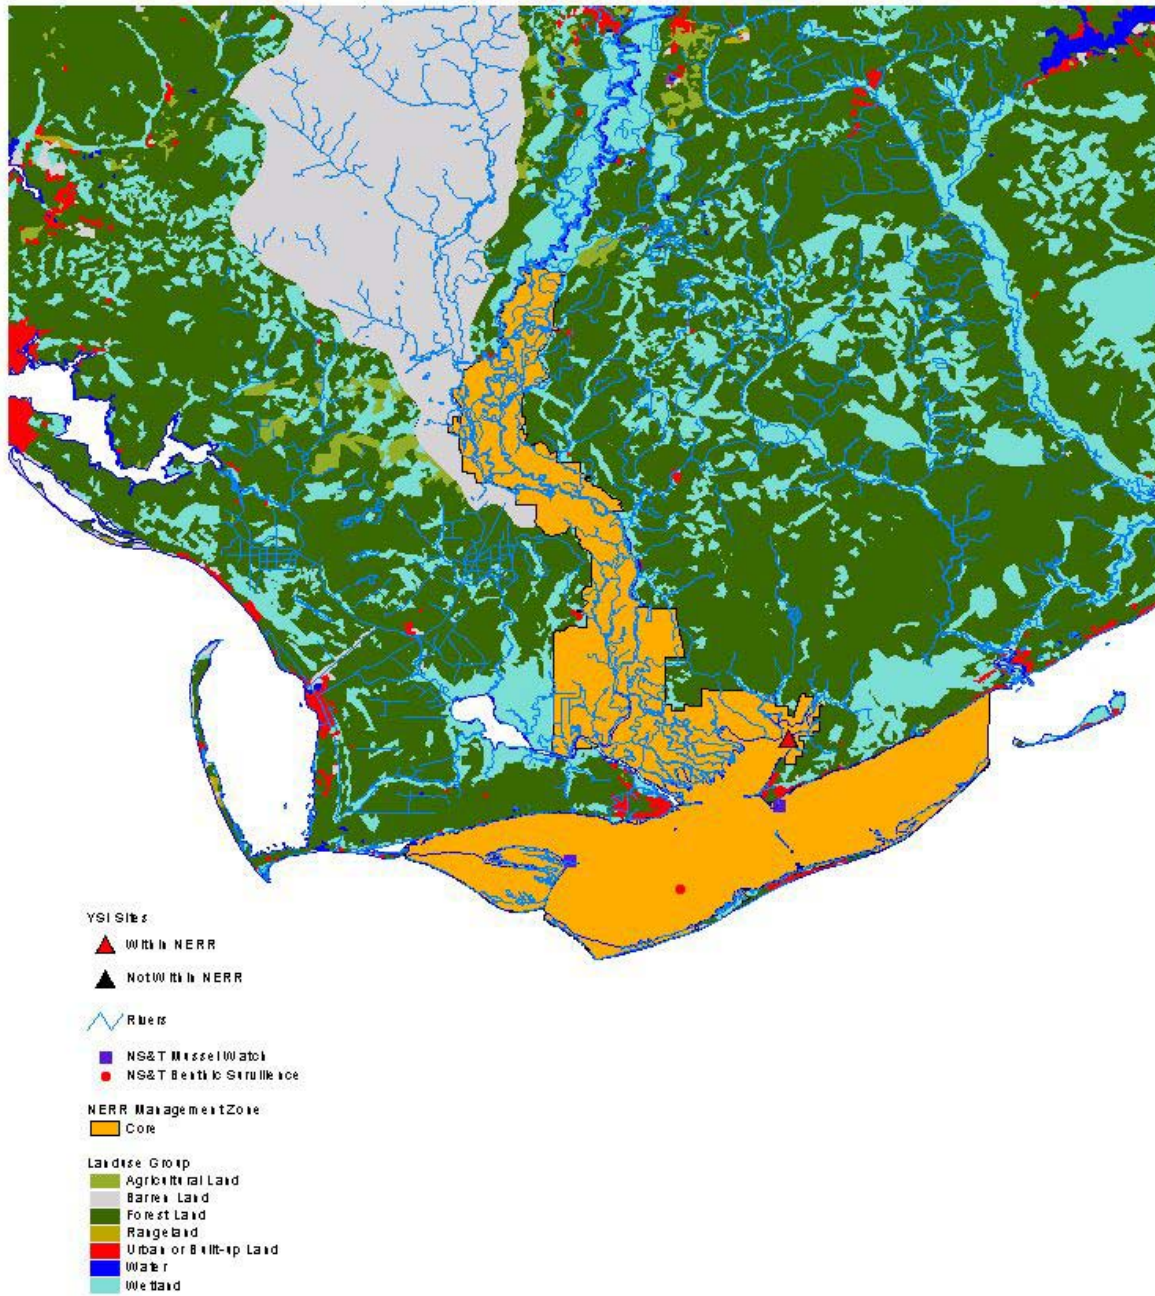 YSI Sites
Within NERR
Not Within NERR
Rivers
NS&T Mussel Watch
NS&T Benthic Survillence
NERR Management Zone
Core
Landuse Group
Agricultural Land
Barren Land
Forest Land
Rangeland
Urban or Built-up Land
Water
Wetland